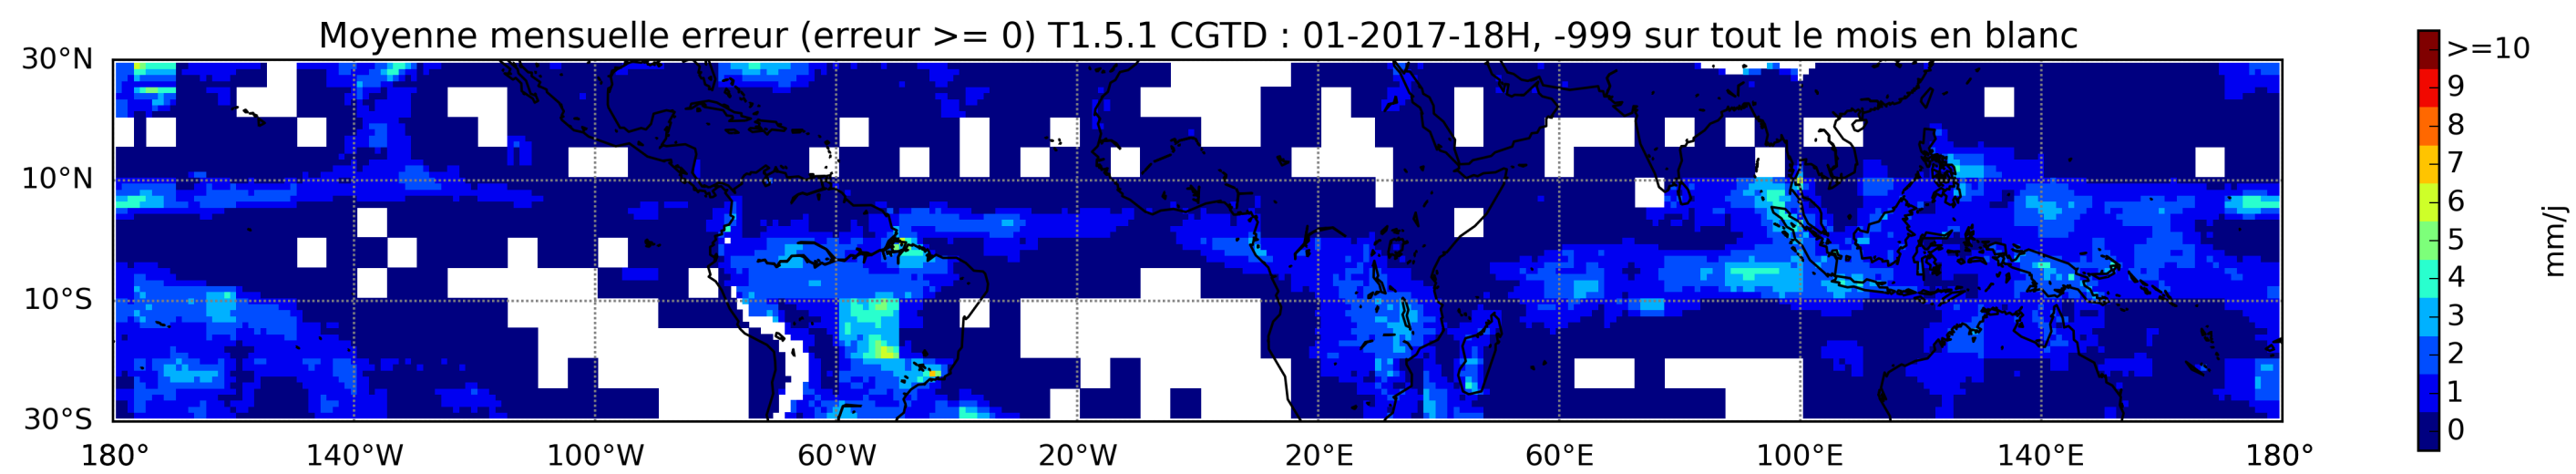 Moyenne mensuelle erreur (erreur >= 0) T1.5.1 CGTD : 01-2017-18H, -999 sur tout le mois en blanc
30°N
10°N
10°S
30°S
180°
140°W
100°W
60°W
20°W
20°E
60°E
100°E
140°E
180°
>=10
9
8
7
6
5
4
3
2
1
0
mm/j